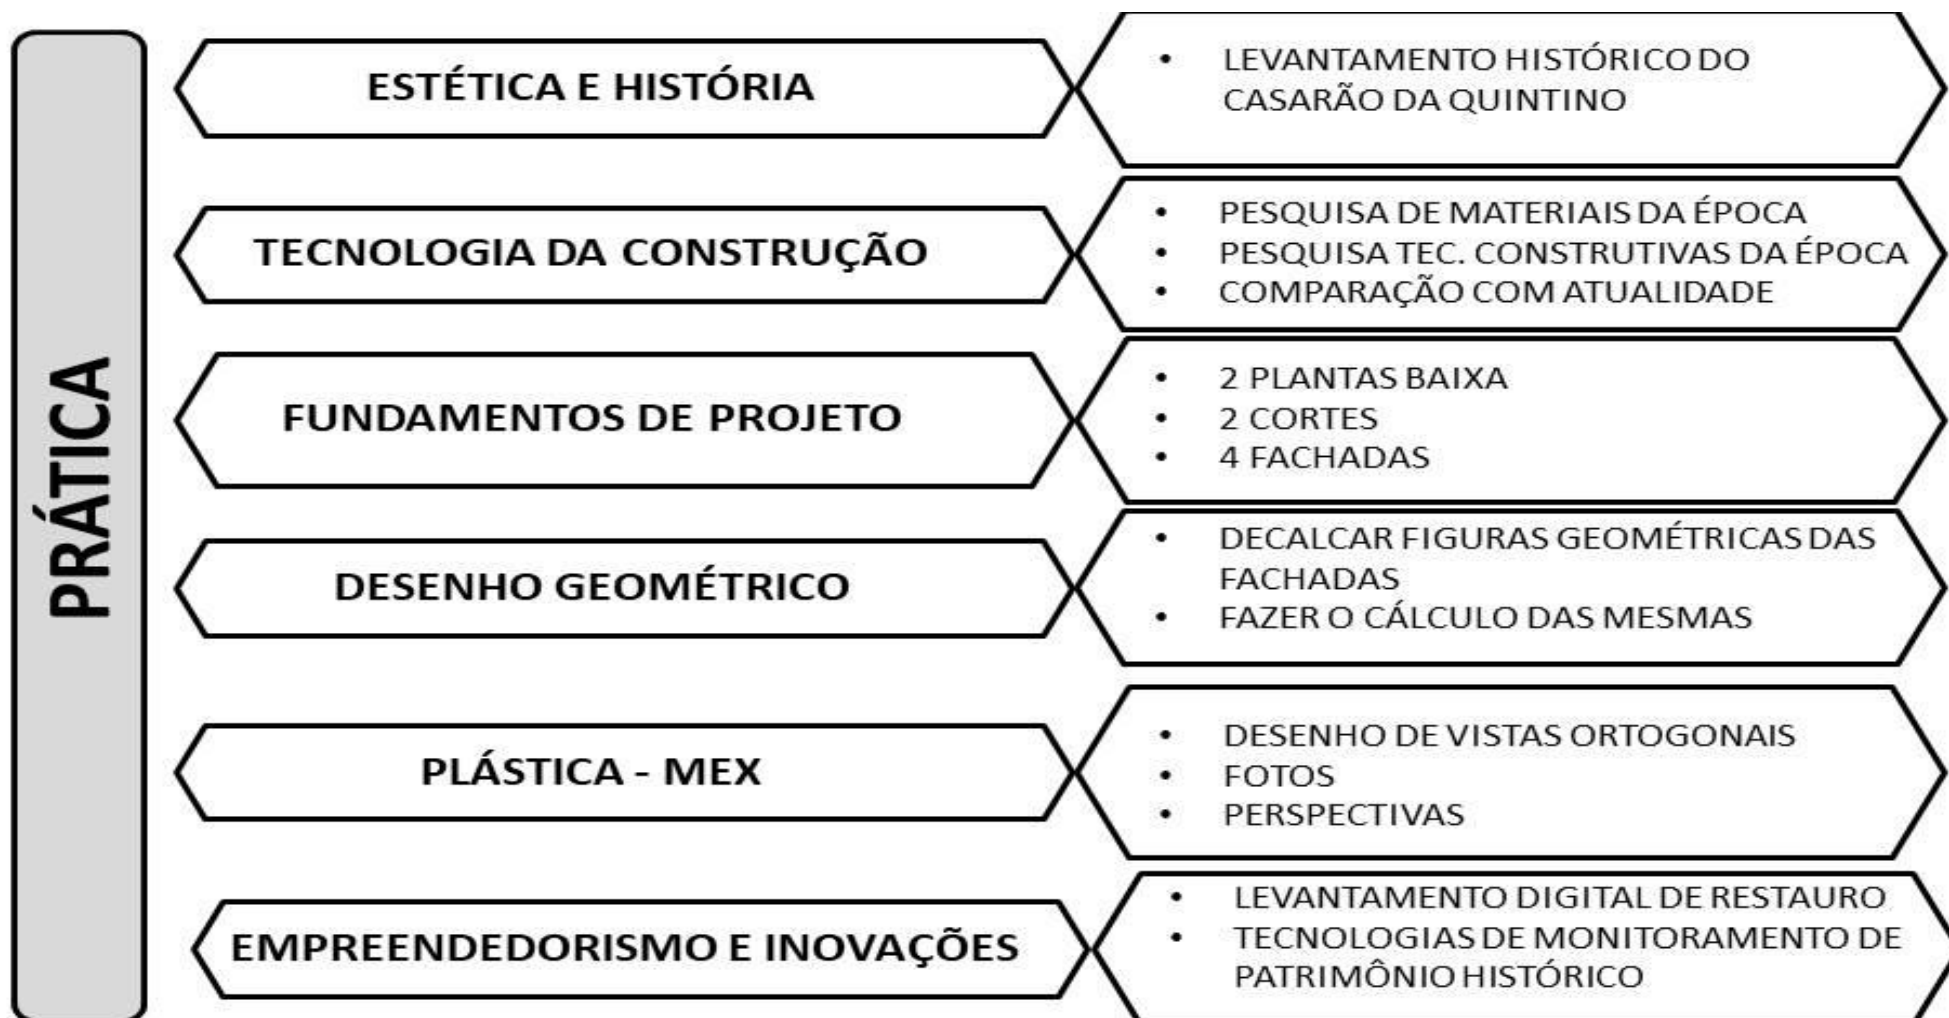 PRÁTICA
ESTÉTICA E HISTÓRIA
• LEVANTAMENTO HISTÓRICO DO
CASARÃO DA QUINTINO
TECNOLOGIA DA CONSTRUÇÃO
• PESQUISA DE MATERIAIS DA ÉPOCA
• PESQUISA TEC. CONSTRUTIVAS DA ÉPOCA
• COMPARAÇÃO COM ATUALIDADE
FUNDAMENTOS DE PROJETO
• 2 PLANTAS BAIXA
• 2 CORTES
• 4 FACHADAS
DESENHO GEOMÉTRICO
• DECALCAR FIGURAS GEOMÉTRICAS DAS
FACHADAS
• FAZER O CÁLCULO DAS MESMAS
PLÁSTICA - MEX
• DESENHO DE VISTAS ORTOGONAIS
• FOTOS
• PERSPECTIVAS
EMPREENDEDORISMO E INOVAÇÕES
• LEVANTAMENTO DIGITAL DE RESTAURO
• TECNOLOGIAS DE MONITORAMENTO DE
PATRIMÔNIO HISTÓRICO